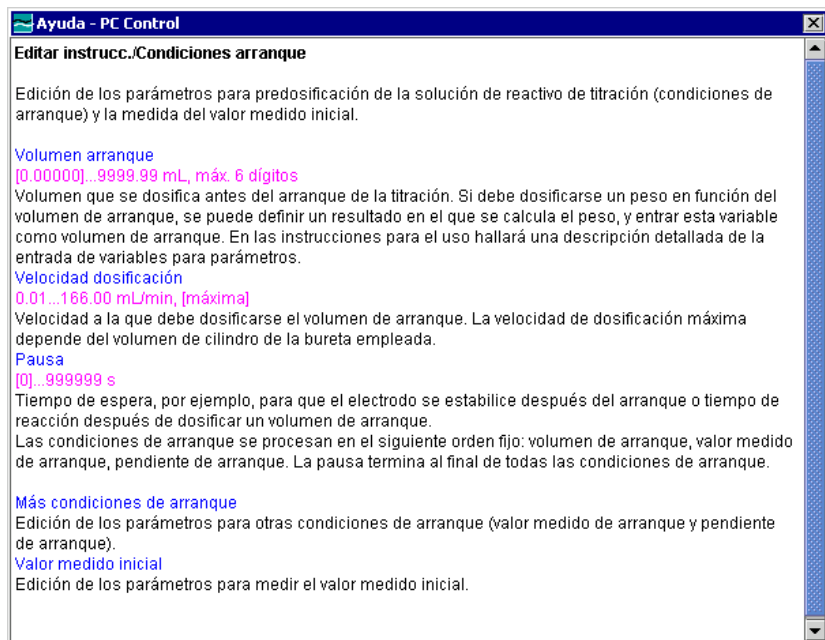 Ayuda - PC Control
Editar instrucc./Condiciones arranque
Edición de los parámetros para predosificación de la solución de reactivo de titración (condiciones de
arranque) y la medida del valor medido inicial.
Volumen arranque
[0.00000]...9999.99 mL, máx. 6 dígitos
Volumen que se dosifica antes del arranque de la titración. Si debe dosificarse un peso en función del
volumen de arranque, se puede definir un resultado en el que se calcula el peso, y entrar esta variable
como volumen de arranque. En las instrucciones para el uso hallará una descripción detallada de la
entrada de variables para parámetros.
Velocidad dosificación
0.01...166.00 mL/min, [máxima]
Velocidad a la que debe dosificarse el volumen de arranque. La velocidad de dosificación máxima
depende del volumen de cilindro de la bureta empleada.
Pausa
[0]...999999 s
Tiempo de espera, por ejemplo, para que el electrodo se estabilice después del arranque o tiempo de
reacción después de dosificar un volumen de arranque.
Las condiciones de arranque se procesan en el siguiente orden fijo: volumen de arranque, valor medido
de arranque, pendiente de arranque. La pausa termina al final de todas las condiciones de arranque.
Más condiciones de arranque
Edición de los parámetros para otras condiciones de arranque (valor medido de arranque y pendiente
de arranque).
Valor medido inicial
Edición de los parámetros para medir el valor medido inicial.